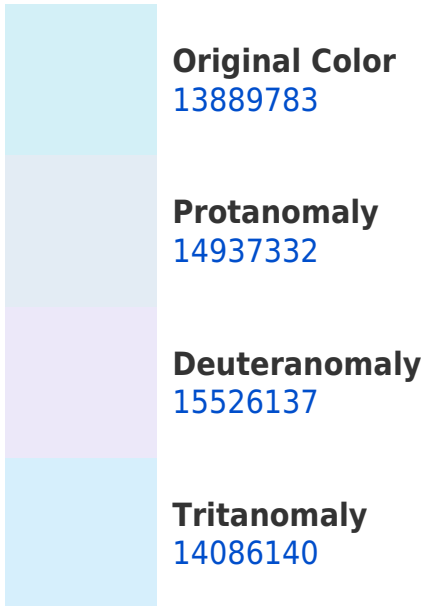 Original Color
13889783
Protanomaly
14937332
Deuteranomaly
15526137
Tritanomaly
14086140